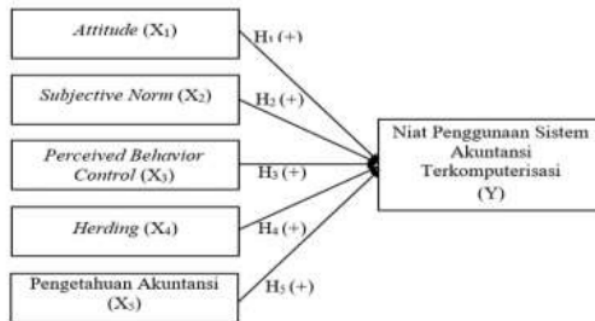 Attitude (X₁)
H₁ (+)
Subjective Norm (X₂)
H₂ (+)
Perceived Behavior
Control (X₃)
H₃ (+)
Herding (X₄)
H₄ (+)
Pengetahuan Akuntansi
(X₅)
H₅ (+)
Niat Penggunaan Sistem
Akuntansi
Terkomputerisasi
(Y)